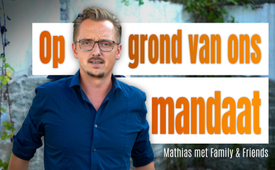 Op grond van ons
mandaat
Mathias met Family & Friends